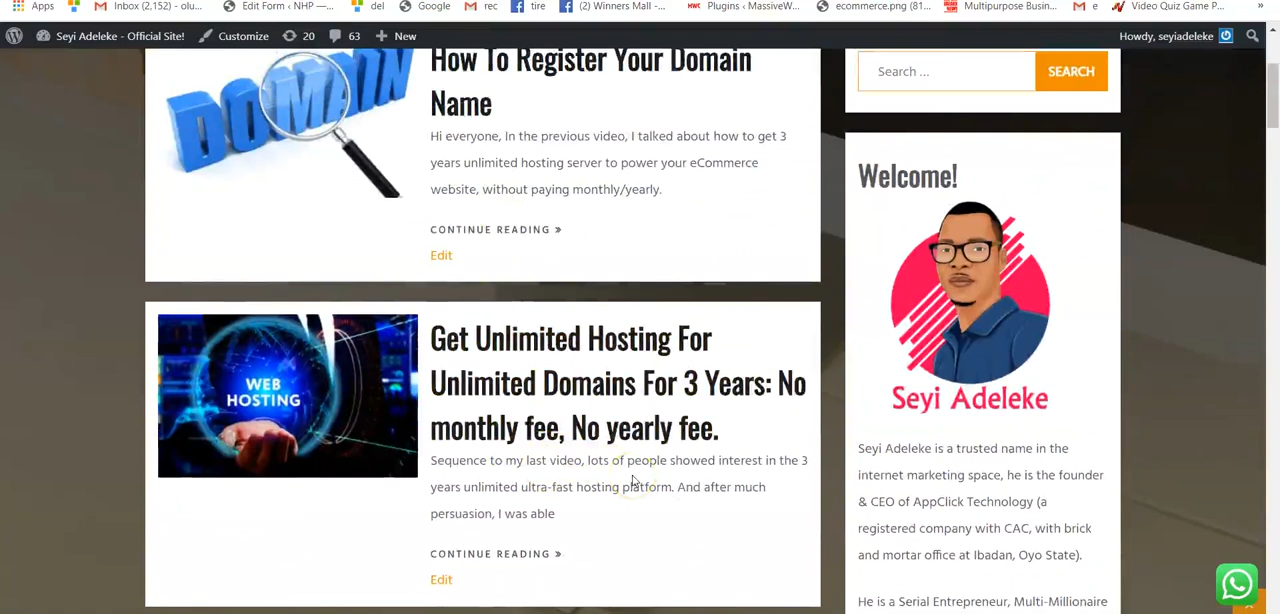 Apps
Inbox (2,152) - olu...
Edit Form ‹ NHP —...
del
Google
rec
tire
(2) Winners Mall -...
Plugins ‹ MassiveW...
ecommerce.png (81...
Multipurpose Busin...
e
Video Quiz Game P...
»
Seyi Adeleke - Official Site!
Customize
20
63
New
Howdy, seyiadeleke
DOMAIN
How To Register Your Domain
Name
Hi everyone, In the previous video, I talked about how to get 3
years unlimited hosting server to power your eCommerce
website, without paying monthly/yearly.
CONTINUE READING »
Edit
WEB
HOSTING
Get Unlimited Hosting For
Unlimited Domains For 3 Years: No
monthly fee, No yearly fee.
Sequence to my last video, lots of people showed interest in the 3
years unlimited ultra-fast hosting platform. And after much
persuasion, I was able
CONTINUE READING »
Edit
Search ...
SEARCH
Welcome!
Seyi Adeleke
Seyi Adeleke is a trusted name in the
internet marketing space, he is the founder
& CEO of AppClick Technology (a
registered company with CAC, with brick
and mortar office at Ibadan, Oyo State).
He is a Serial Entrepreneur, Multi-Millionaire